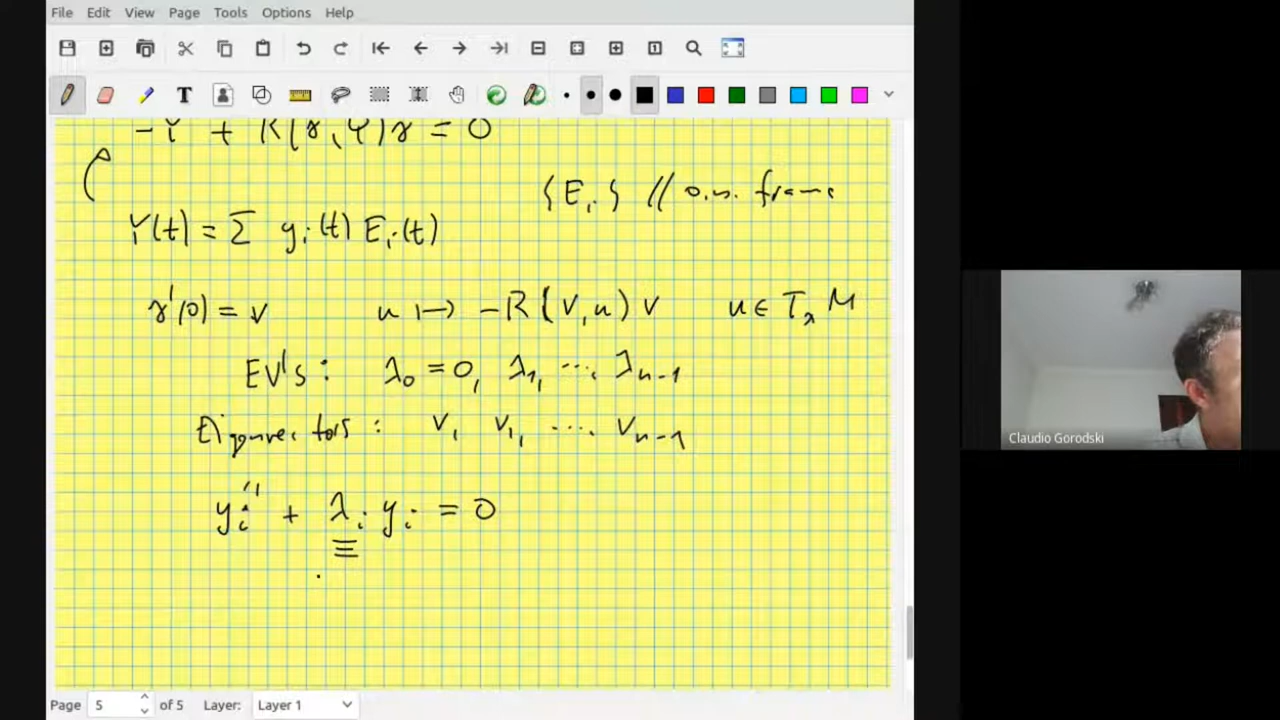 File Edit View Page Tools Options Help
-Y'' + R(γ', Y)γ' = 0
{E_i} // o.n. frame
Y(t) = Σ y_i(t) E_i(t)
γ'(0) = v u ↦ -R(v, u) v u ∈ T_x M
EV's : λ_0 = 0, λ_1, ... λ_{n-1}
Eigenvectors : v, v_1, ... v_{n-1}
y_i'' + λ_i y_i = 0
Claudio Gorodski
Page 5 of 5 Layer: Layer 1